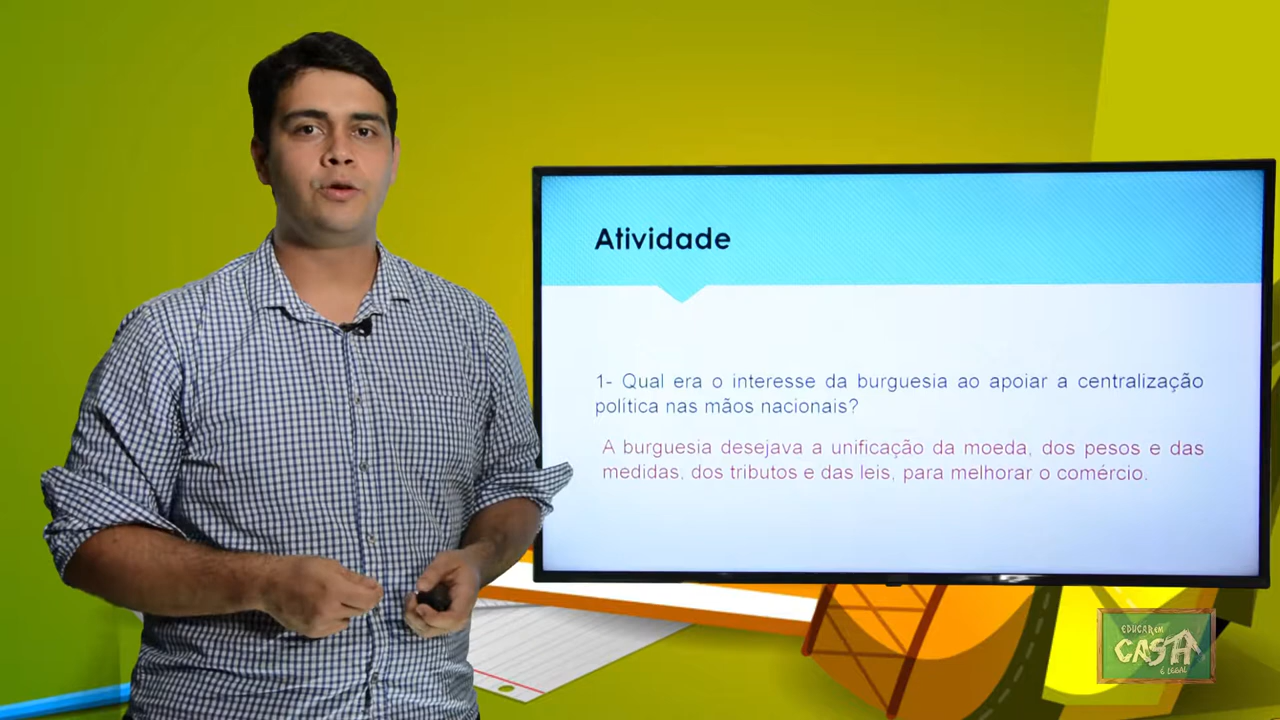 Atividade
1- Qual era o interesse da burguesia ao apoiar a centralização
política nas mãos nacionais?
A burguesia desejava a unificação da moeda, dos pesos e das
medidas, dos tributos e das leis, para melhorar o comércio.
EDUCAR EM
CASA
É LEGAL